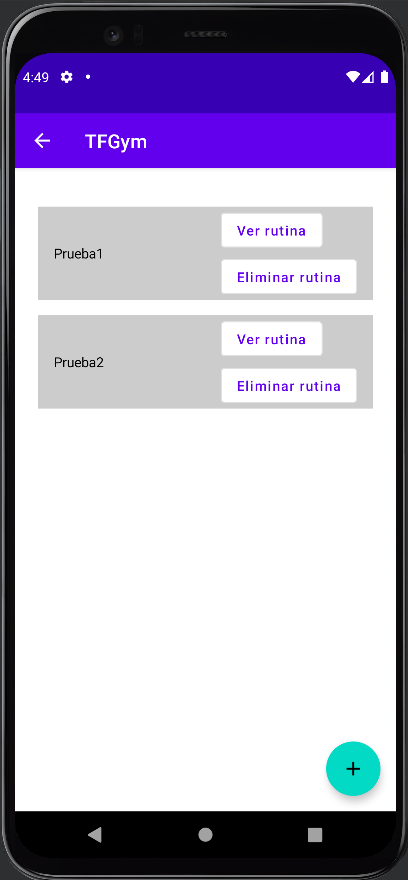 4:49
TFGym
Ver rutina
Prueba1
Eliminar rutina
Ver rutina
Prueba2
Eliminar rutina